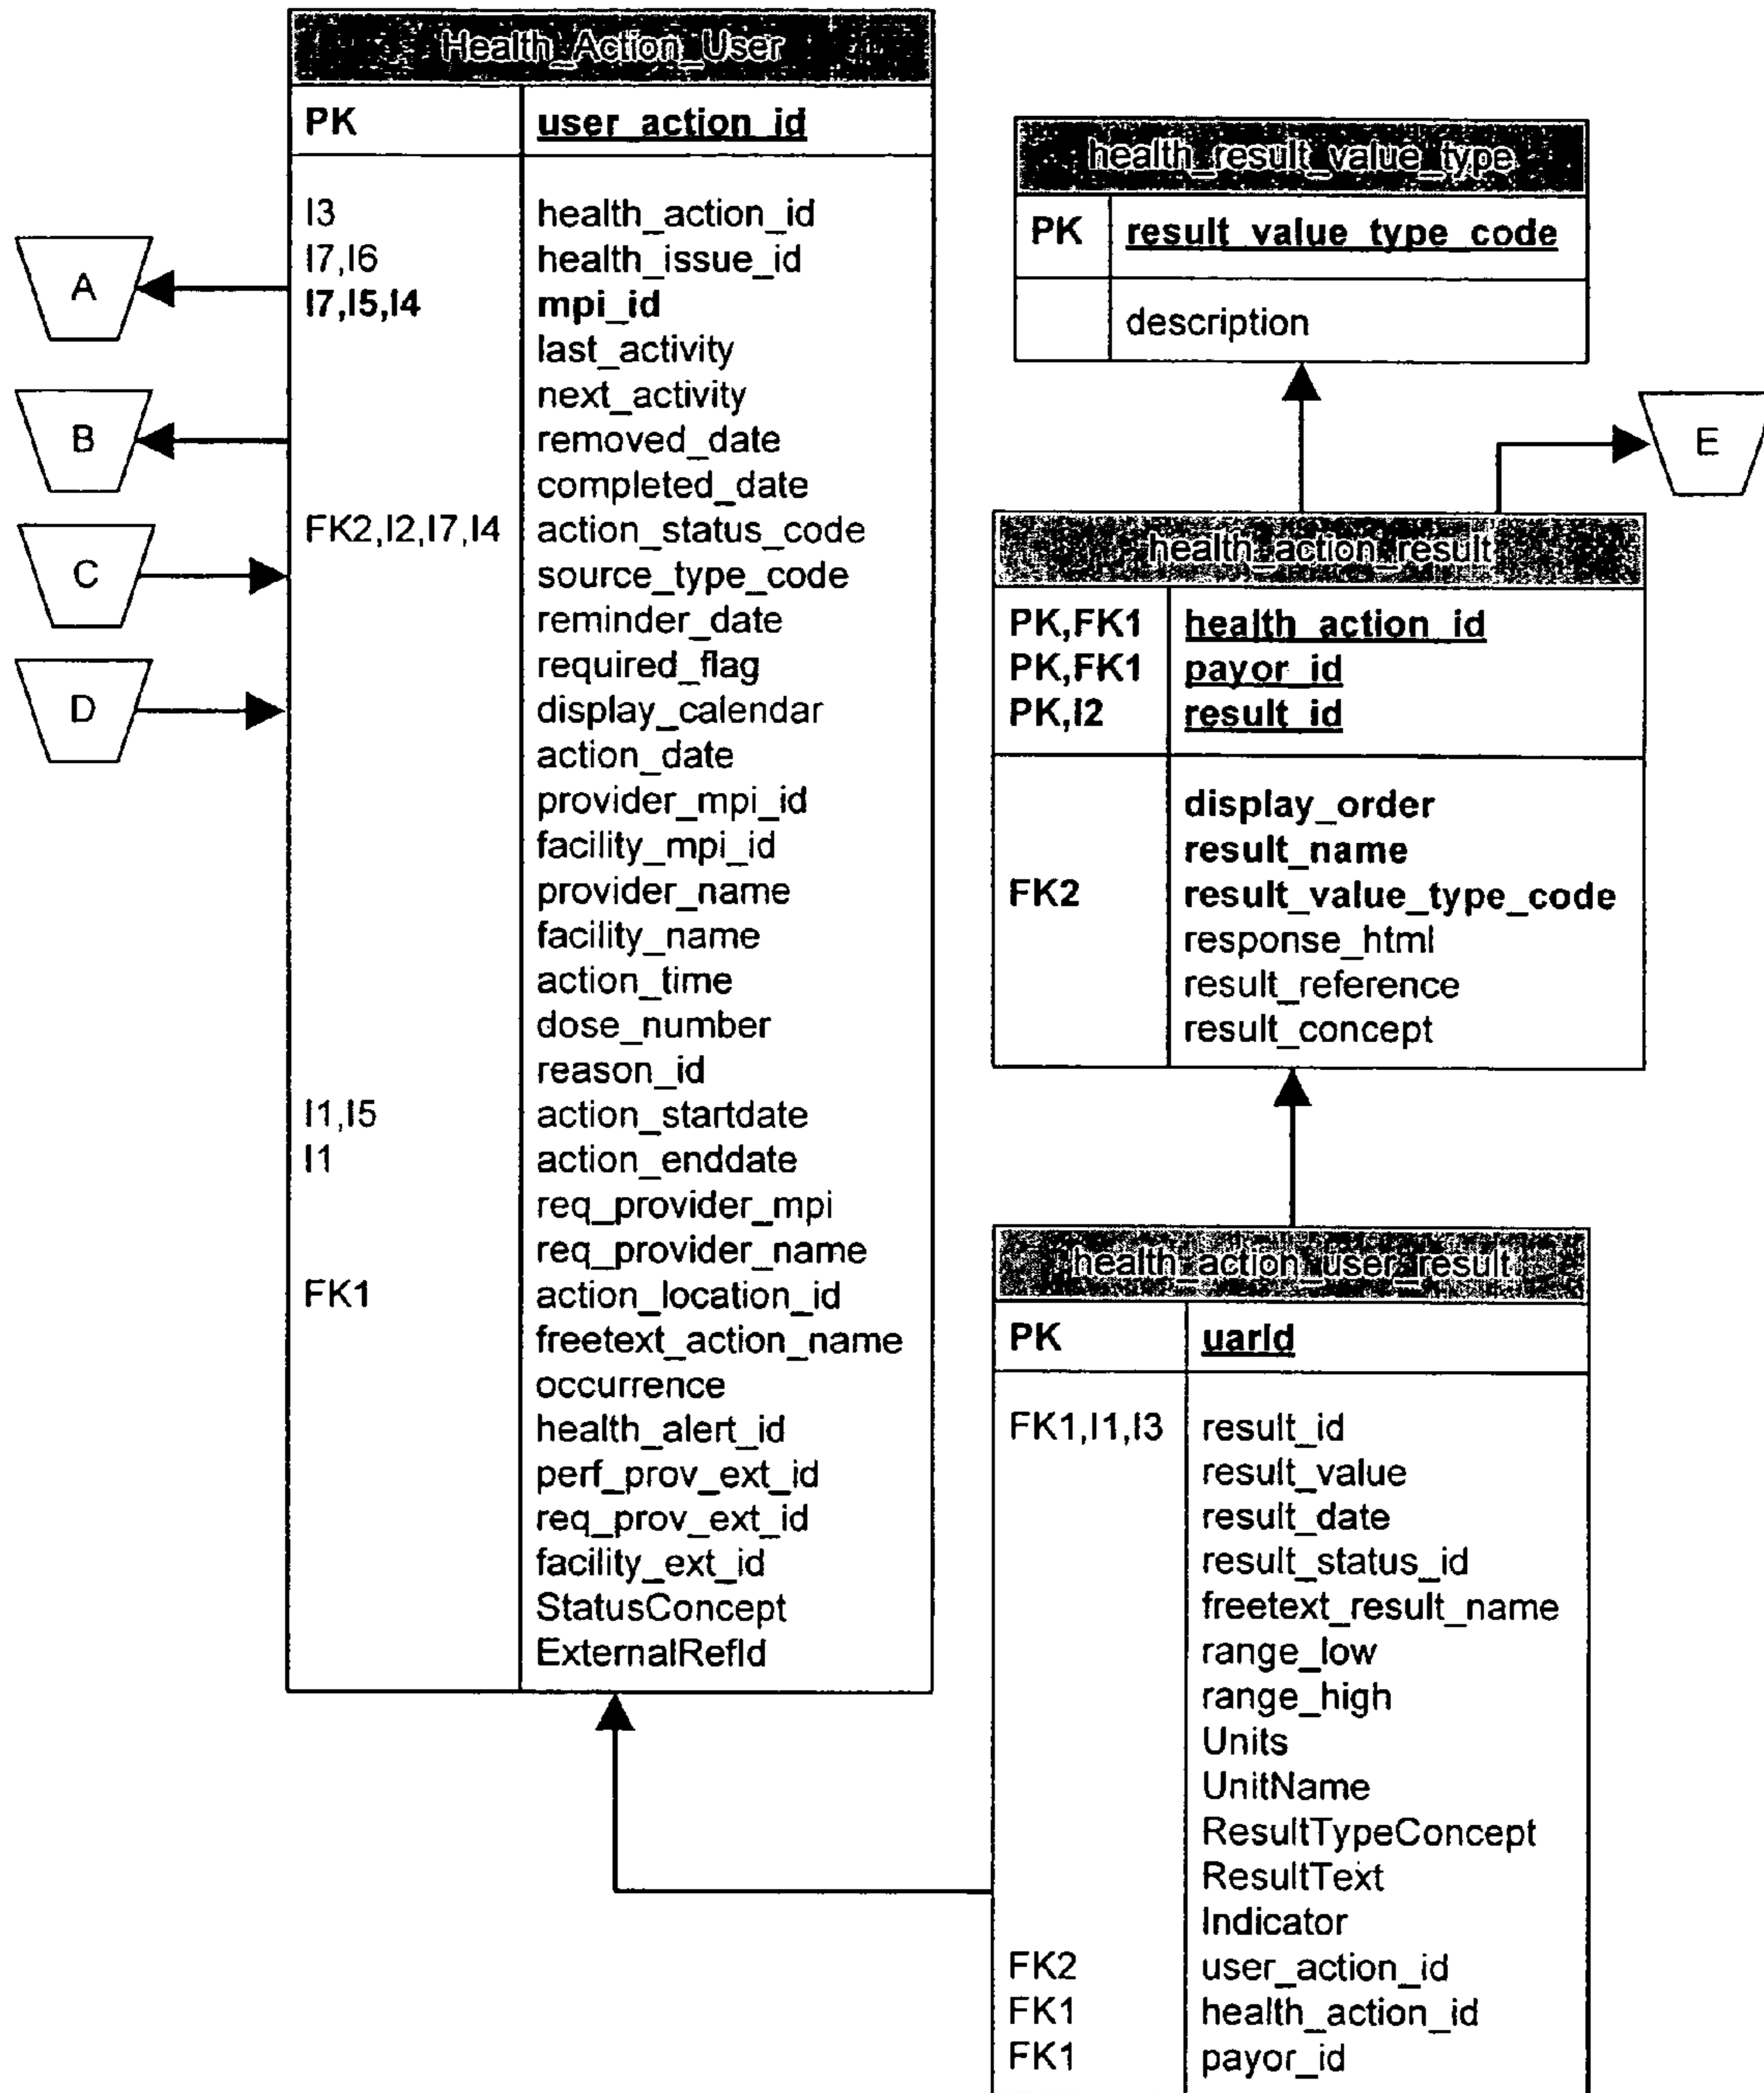 Health_Action_User
PK user_action_id
I3 health_action_id
I7,I6 health_issue_id
I7,I5,I4 mpi_id
last_activity
next_activity
removed_date
completed_date
FK2,I2,I7,I4 action_status_code
source_type_code
reminder_date
required_flag
display_calendar
action_date
provider_mpi_id
facility_mpi_id
provider_name
facility_name
action_time
dose_number
reason_id
I1,I5 action_startdate
I1 action_enddate
req_provider_mpi
req_provider_name
FK1 action_location_id
freetext_action_name
occurrence
health_alert_id
perf_prov_ext_id
req_prov_ext_id
facility_ext_id
StatusConcept
ExternalRefId
A
B
C
D
health_result_value_type
PK result_value_type_code
description
E
health_action_result
PK,FK1 health_action_id
PK,FK1 payor_id
PK,I2 result_id
display_order
result_name
FK2 result_value_type_code
response_html
result_reference
result_concept
health_action_user_result
PK uarId
FK1,I1,I3 result_id
result_value
result_date
result_status_id
freetext_result_name
range_low
range_high
Units
UnitName
ResultTypeConcept
ResultText
Indicator
FK2 user_action_id
FK1 health_action_id
FK1 payor_id